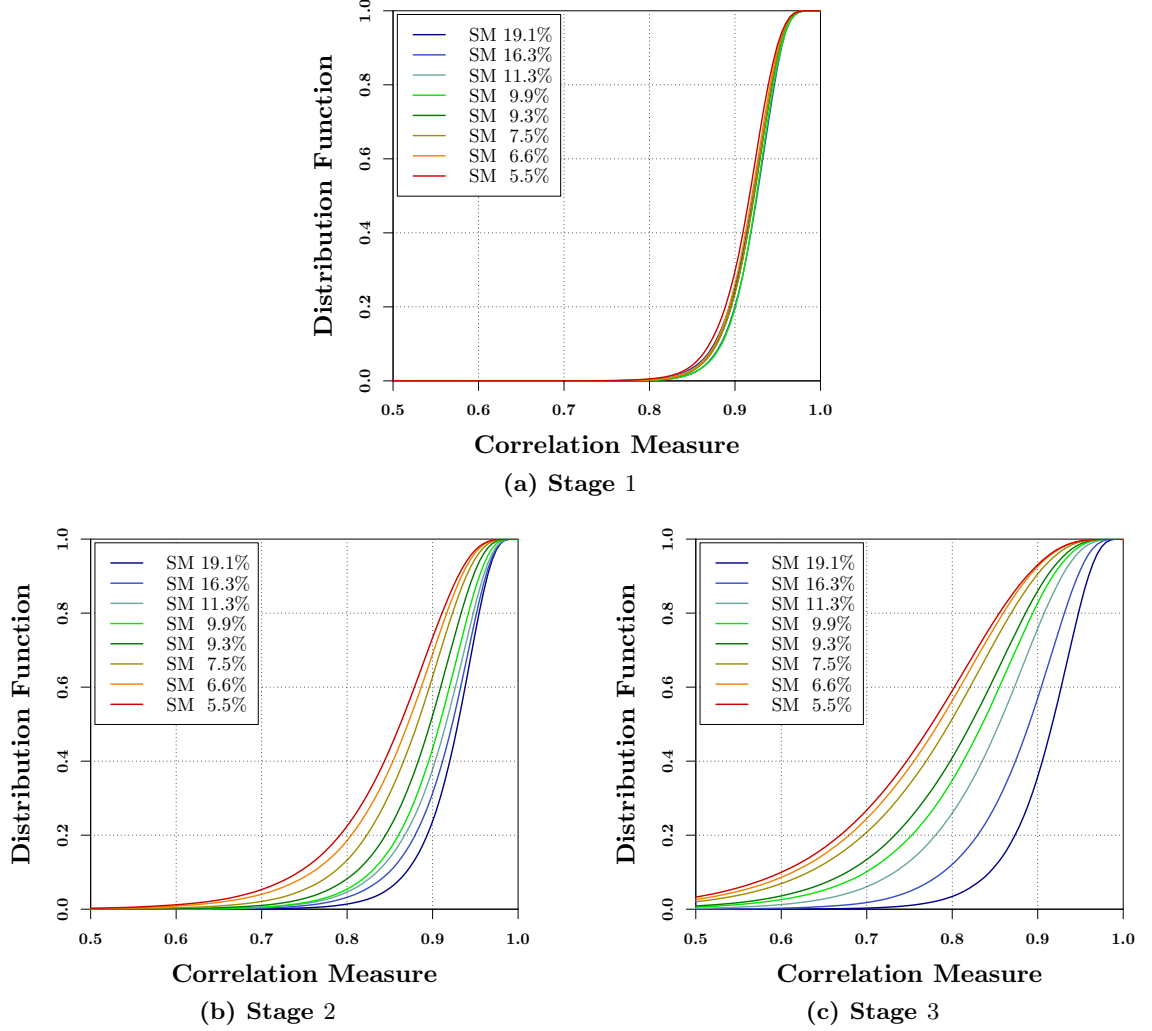 SM 19.1%
SM 16.3%
SM 11.3%
SM 9.9%
SM 9.3%
SM 7.5%
SM 6.6%
SM 5.5%
Distribution Function
0.0 0.2 0.4 0.6 0.8 1.0
0.5 0.6 0.7 0.8 0.9 1.0
Correlation Measure
(a) Stage 1
SM 19.1%
SM 16.3%
SM 11.3%
SM 9.9%
SM 9.3%
SM 7.5%
SM 6.6%
SM 5.5%
Distribution Function
0.0 0.2 0.4 0.6 0.8 1.0
0.5 0.6 0.7 0.8 0.9 1.0
Correlation Measure
(b) Stage 2
SM 19.1%
SM 16.3%
SM 11.3%
SM 9.9%
SM 9.3%
SM 7.5%
SM 6.6%
SM 5.5%
Distribution Function
0.0 0.2 0.4 0.6 0.8 1.0
0.5 0.6 0.7 0.8 0.9 1.0
Correlation Measure
(c) Stage 3